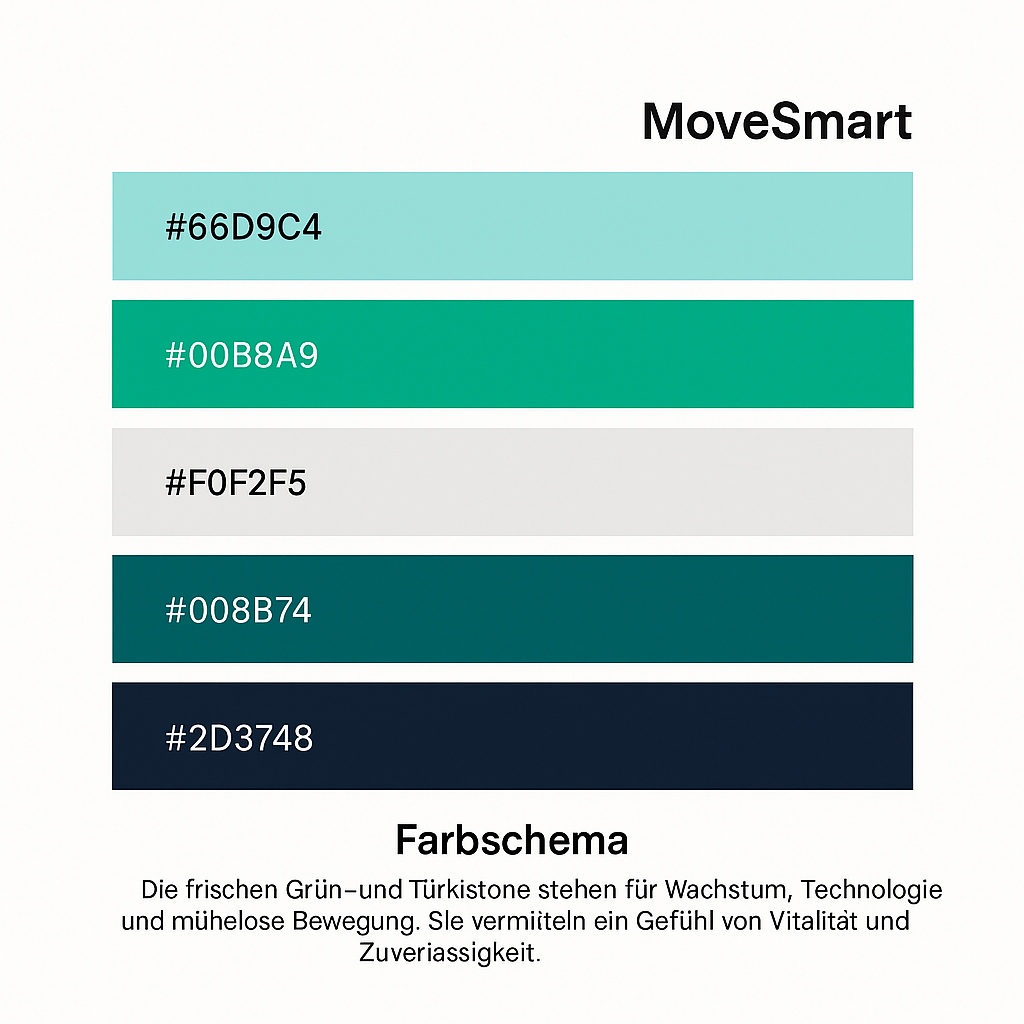 MoveSmart
#66D9C4
#00B8A9
#F0F2F5
#008B74
#2D3748
Farbschema
Die frischen Grün–und Türkistone stehen für Wachstum, Technologie
und mühelose Bewegung. Sle vermitteln ein Gefühl von Vitalität und
Zuveriassigkeit.